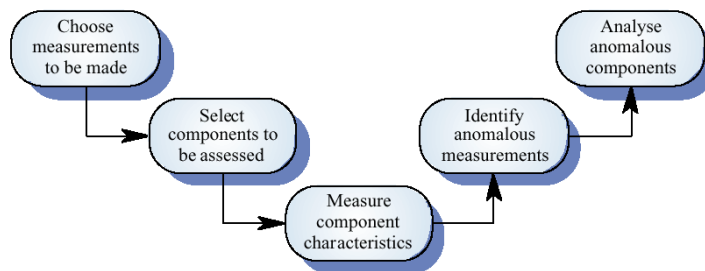 Choose
measurements
to be made
Select
components to
be assessed
Measure
component
characteristics
Identify
anomalous
measurements
Analyse
anomalous
components